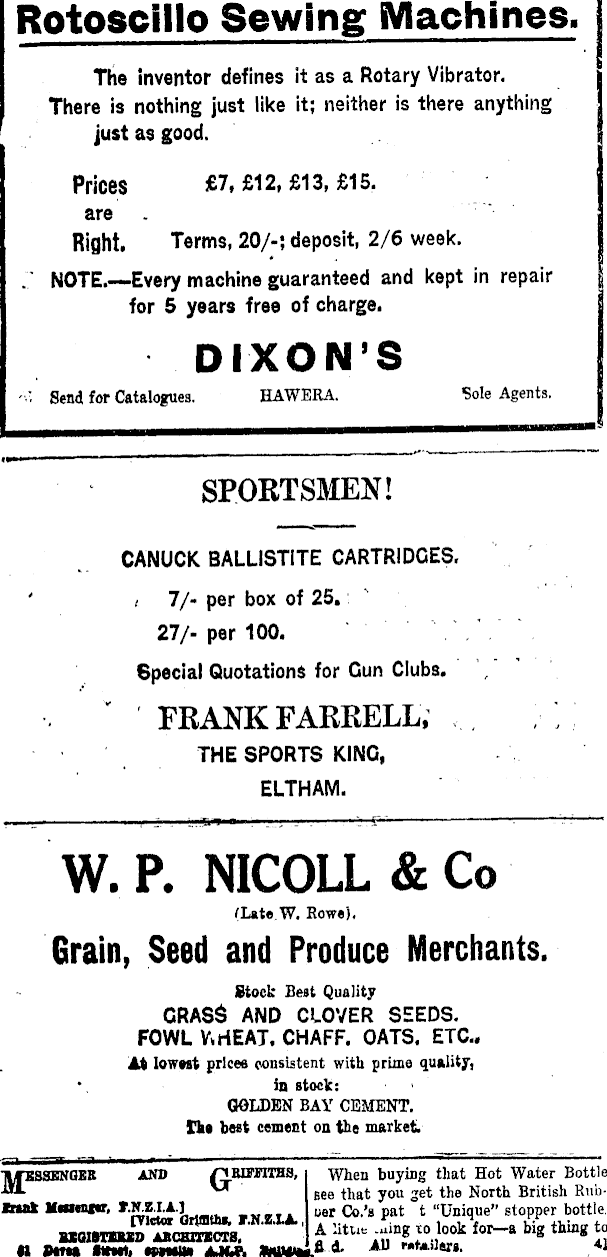 Rotoscillo Sewing Machines.
The inventor defines it as a Rotary Vibrator.
There is nothing just like it; neither is there anything
just as good.
Prices £7, £12, £13, £15.
are
Right. Terms, 20/-; deposit, 2/6 week.
NOTE.—Every machine guaranteed and kept in repair
for 5 years free of charge.
DIXON'S
Send for Catalogues. HAWERA. Sole Agents.
SPORTSMEN!
CANUCK BALLISTITE CARTRIDGES.
7/- per box of 25.
27/- per 100.
Special Quotations for Gun Clubs.
FRANK FARRELL,
THE SPORTS KING,
ELTHAM.
W. P. NICOLL & Co
(Late W. Rowe).
Grain, Seed and Produce Merchants.
Stock Best Quality
GRASS AND CLOVER SEEDS.
FOWL WHEAT, CHAFF, OATS, ETC.,
At lowest prices consistent with prime quality,
in stock:
GOLDEN BAY CEMENT.
The best cement on the market.
MESSENGER AND GRIFFITHS,
Frank Messenger, F.N.Z.I.A.]
[Victor Griffiths, F.N.Z.I.A.,
REGISTERED ARCHITECTS,
Street, opposite A.M.P.
When buying that Hot Water Bottle
see that you get the North British Rub-
ber Co.'s pat t "Unique" stopper bottle.
A little to look for—a big thing to
d. All retailers.